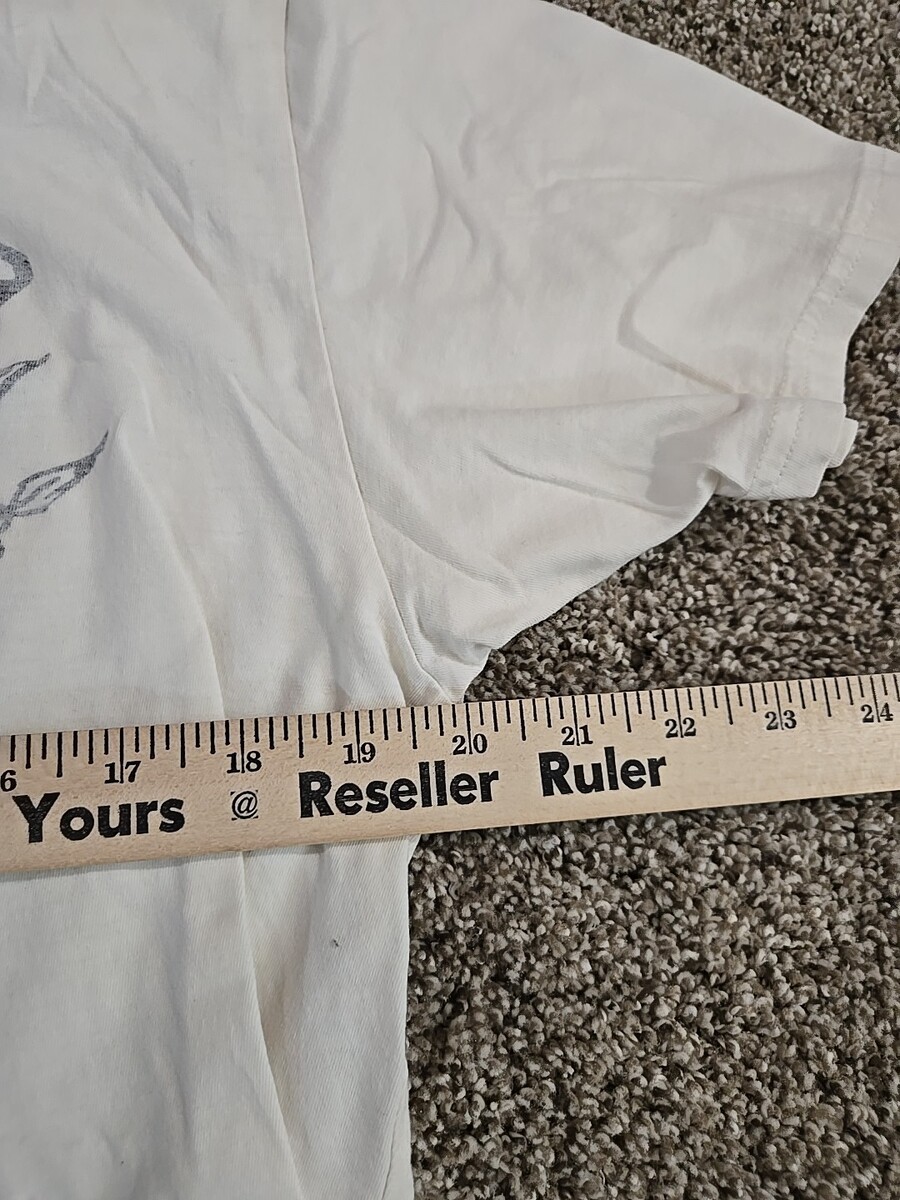 6 17 18 19 20 21 22 23 24
Yours @ Reseller Ruler